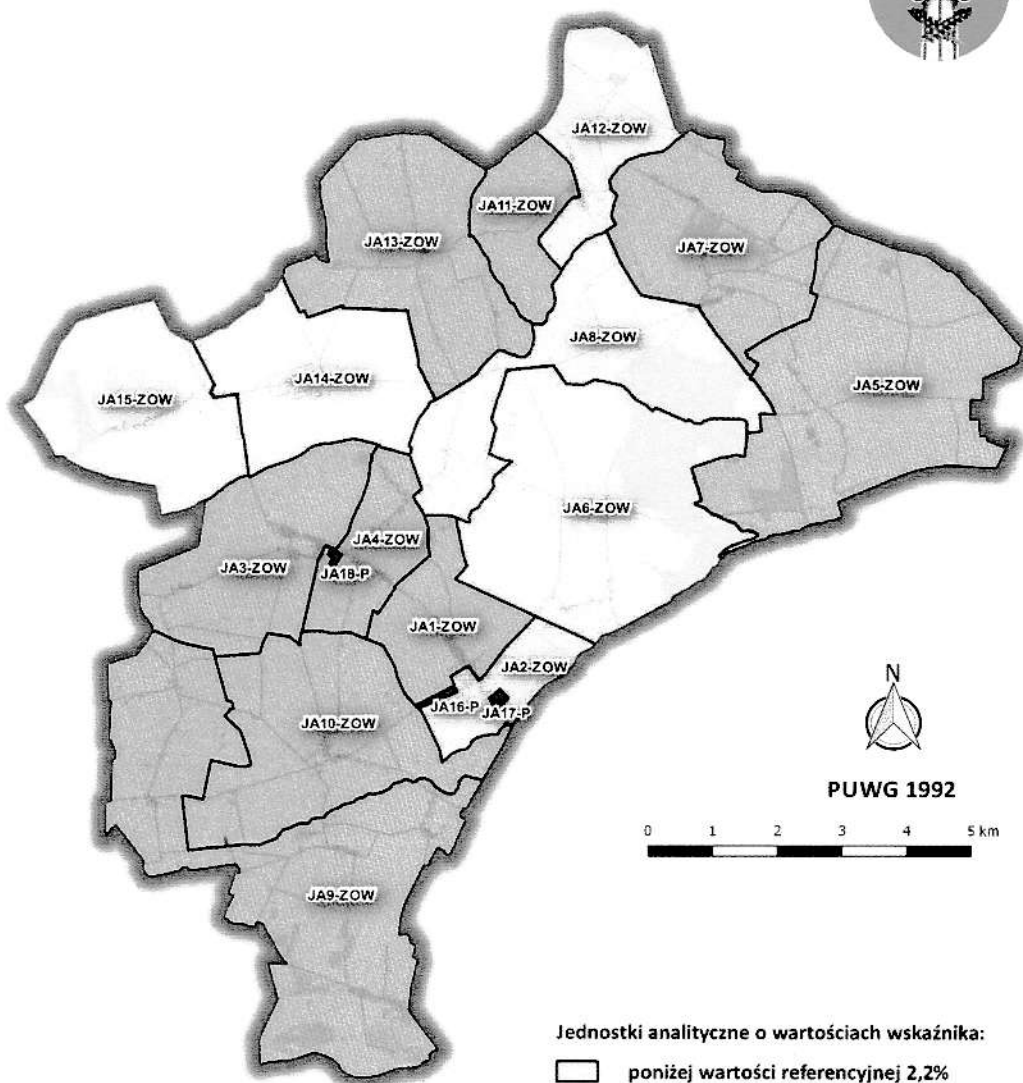 JA12-ZOW
JA11-ZOW
JA13-ZOW
JA7-ZOW
JA8-ZOW
JA14-ZOW
JA5-ZOW
JA15-ZOW
JA6-ZOW
JA4-ZOW
JA3-ZOW
JA18-P
JA1-ZOW
JA2-ZOW
JA16-P
JA17-P
JA10-ZOW
N
PUWG 1992
0 1 2 3 4 5 km
JA9-ZOW
Jednostki analityczne o wartościach wskaźnika:
poniżej wartości referencyjnej 2,2%